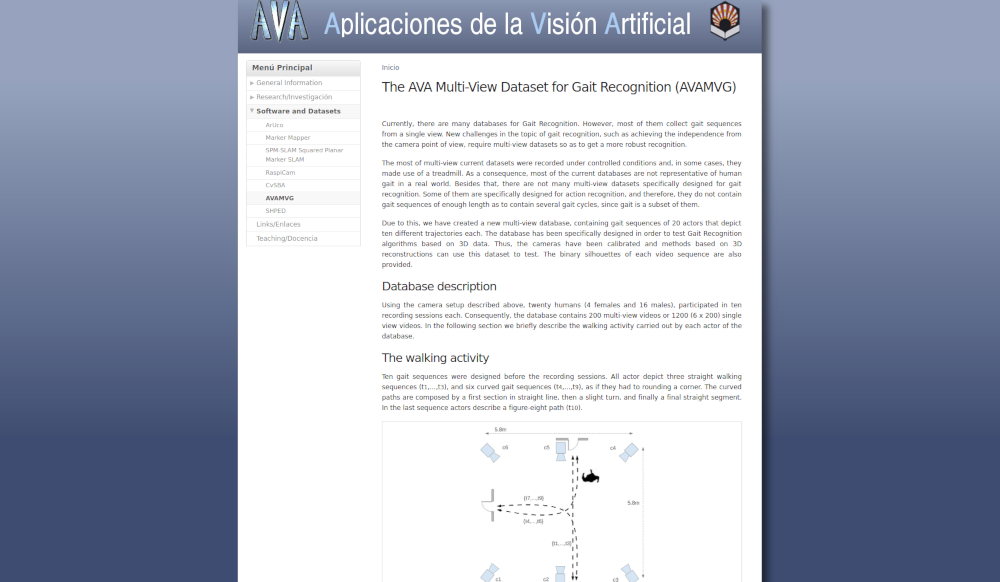 AVA Aplicaciones de la Visión Artificial
Menú Principal
General Information
Research/Investigación
Software and Datasets
ArUco
Marker Mapper
SPM-SLAM Squared Planar
Marker SLAM
RaspiCam
CvSBA
AVAMVG
SHPED
Links/Enlaces
Teaching/Docencia
Inicio
The AVA Multi-View Dataset for Gait Recognition (AVAMVG)
Currently, there are many databases for Gait Recognition. However, most of them collect gait sequences
from a single view. New challenges in the topic of gait recognition, such as achieving the independence from
the camera point of view, require multi-view datasets so as to get a more robust recognition.
The most of multi-view current datasets were recorded under controlled conditions and, in some cases, they
made use of a treadmill. As a consequence, most of the current databases are not representative of human
gait in a real world. Besides that, there are not many multi-view datasets specifically designed for gait
recognition. Some of them are specifically designed for action recognition, and therefore, they do not contain
gait sequences of enough length as to contain several gait cycles, since gait is a subset of them.
Due to this, we have created a new multi-view database, containing gait sequences of 20 actors that depict
ten different trajectories each. The database has been specifically designed in order to test Gait Recognition
algorithms based on 3D data. Thus, the cameras have been calibrated and methods based on 3D
reconstructions can use this dataset to test. The binary silhouettes of each video sequence are also
provided.
Database description
Using the camera setup described above, twenty humans (4 females and 16 males), participated in ten
recording sessions each. Consequently, the database contains 200 multi-view videos or 1200 (6 x 200) single
view videos. In the following section we briefly describe the walking activity carried out by each actor of the
database.
The walking activity
Ten gait sequences were designed before the recording sessions. All actor depict three straight walking
sequences (t1,...,t3), and six curved gait sequences (t4,...,t9), as if they had to rounding a corner. The curved
paths are composed by a first section in straight line, then a slight turn, and finally a final straight segment.
In the last sequence actors describe a figure-eight path (t10).
5.8m
c6
c5
c4
{t7,...,t9}
5.8m
{t4,...,t6}
{t1,...,t3}
c1
c2
c3